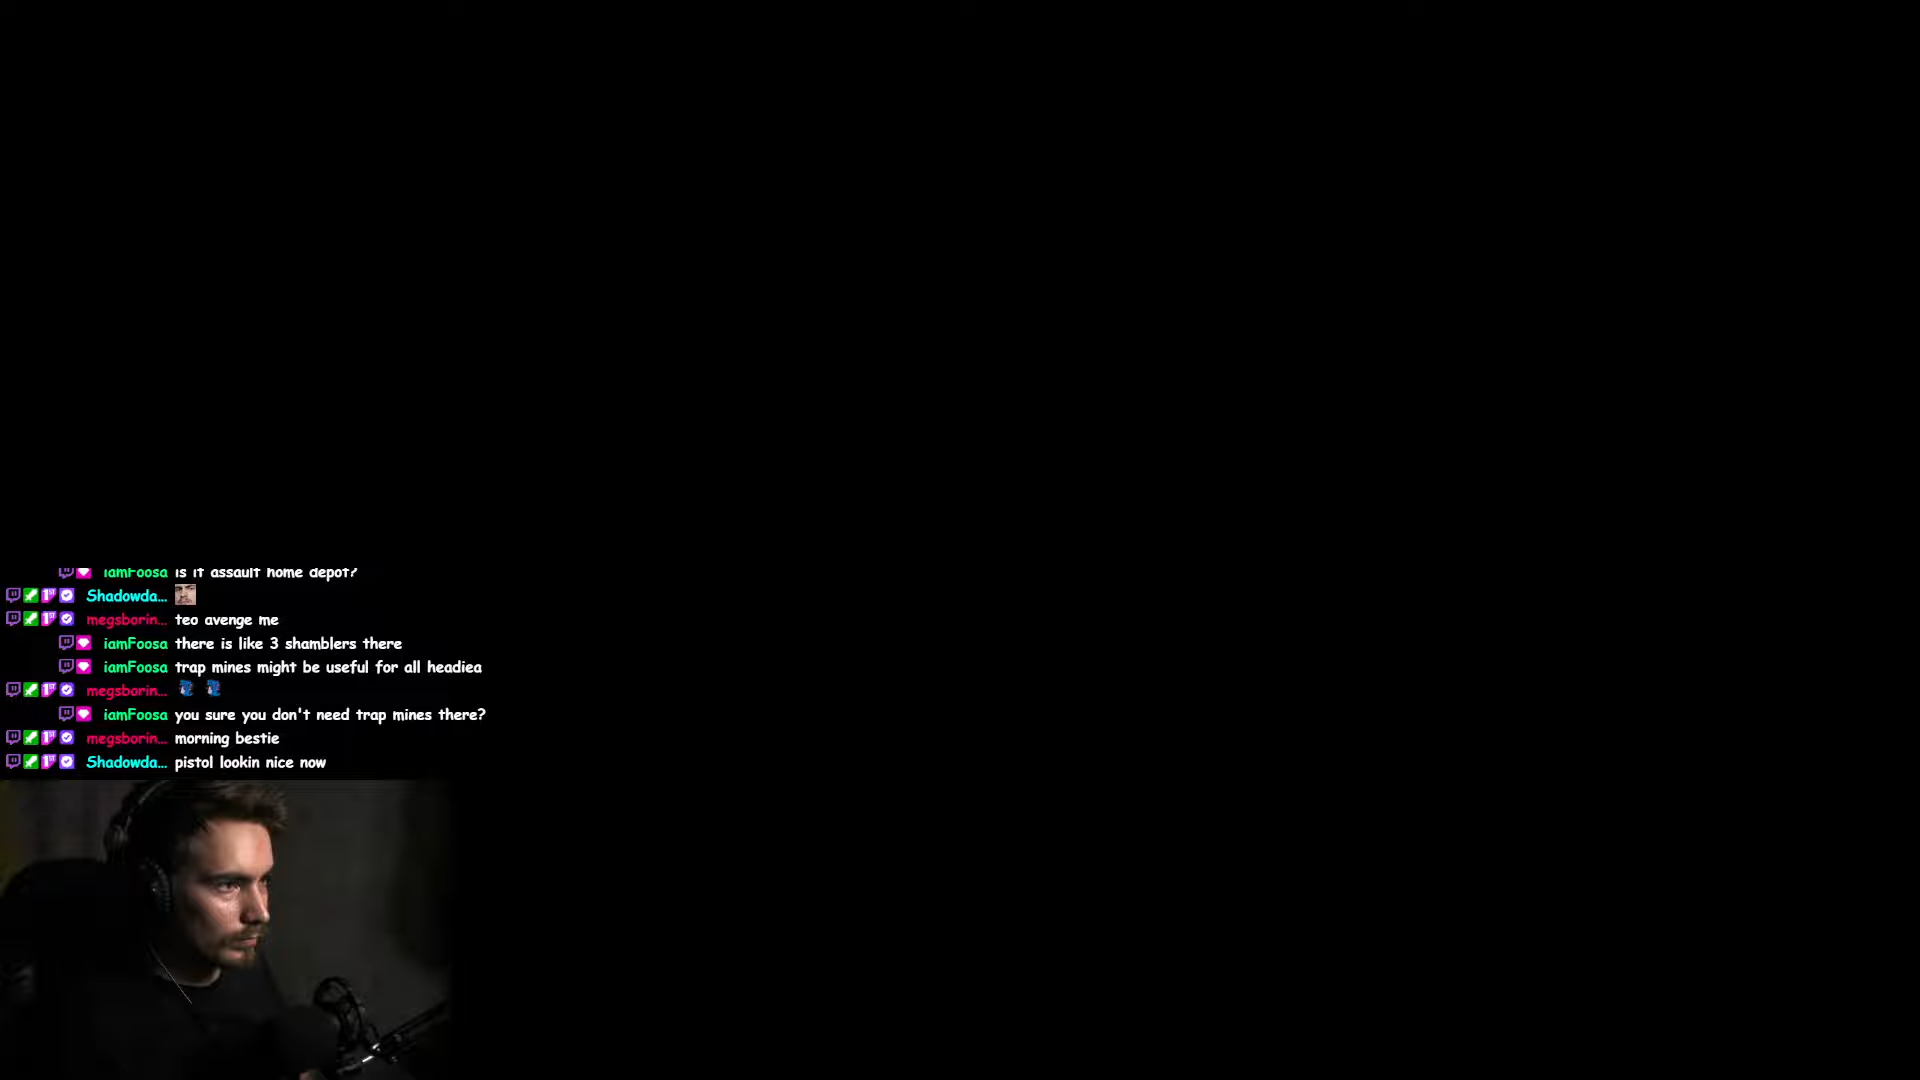 iamFoosa is it assault home depot?
Shadowda...
megsborin... teo avenge me
iamFoosa there is like 3 shamblers there
iamFoosa trap mines might be useful for all headiea
megsborin...
iamFoosa you sure you don't need trap mines there?
megsborin... morning bestie
Shadowda... pistol lookin nice now